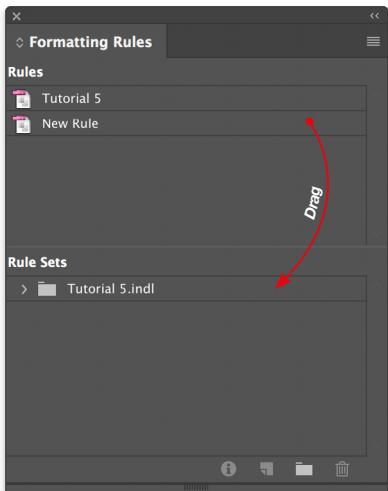 Formatting Rules
Rules
Tutorial 5
New Rule
Drag
Rule Sets
Tutorial 5.indl